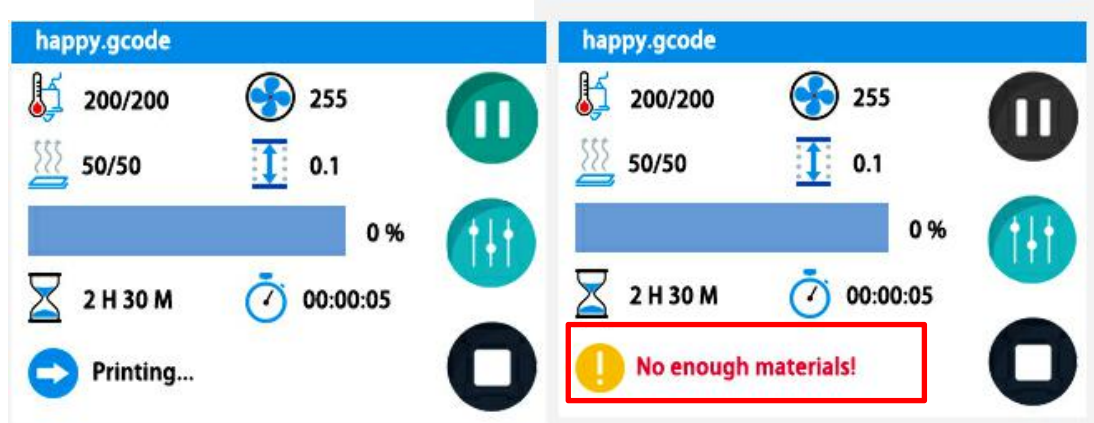 happy.gcode
200/200
255
50/50
0.1
0 %
2 H 30 M
00:00:05
Printing...
happy.gcode
200/200
255
50/50
0.1
0 %
2 H 30 M
00:00:05
No enough materials!